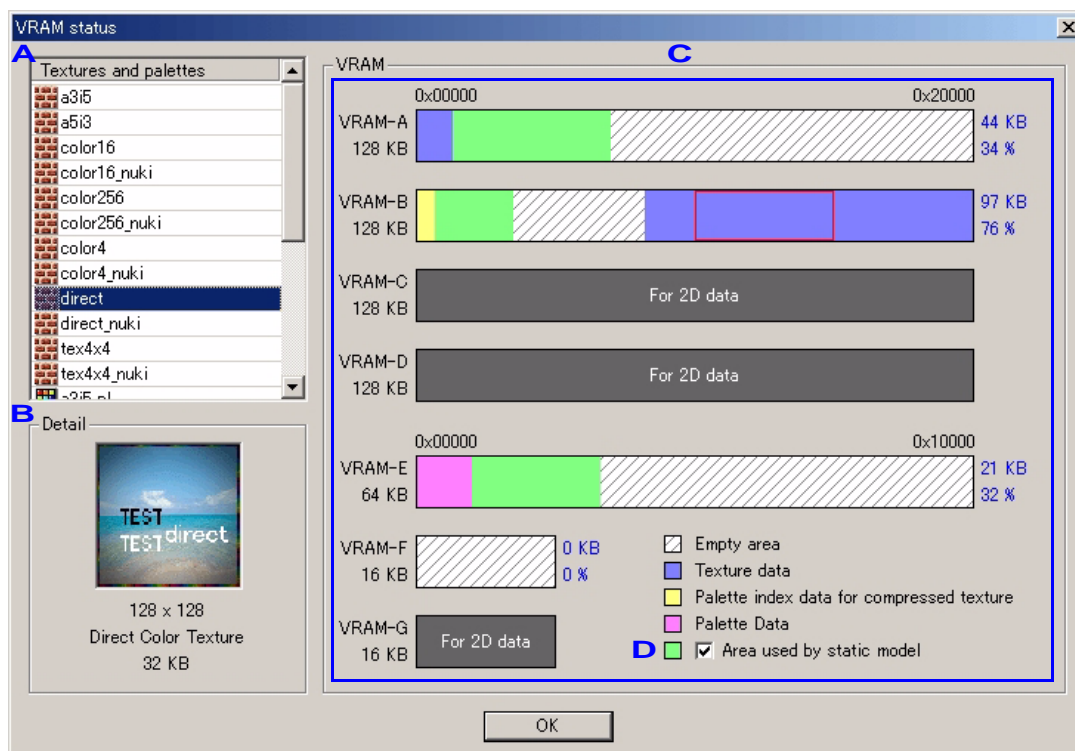 VRAM status
A
Textures and palettes
a3i5
a5i3
color16
color16_nuki
color256
color256_nuki
color4
color4_nuki
direct
direct_nuki
tex4x4
tex4x4_nuki
B
Detail
TEST
TEST direct
128 x 128
Direct Color Texture
32 KB
VRAM
C
0x00000 0x20000
VRAM-A 44 KB
128 KB 34 %
VRAM-B 97 KB
128 KB 76 %
VRAM-C
For 2D data
128 KB
VRAM-D
For 2D data
128 KB
0x00000 0x10000
VRAM-E 21 KB
64 KB 32 %
VRAM-F 0 KB
16 KB 0 %
VRAM-G
For 2D data
16 KB
Empty area
Texture data
Palette index data for compressed texture
Palette Data
D Area used by static model
OK